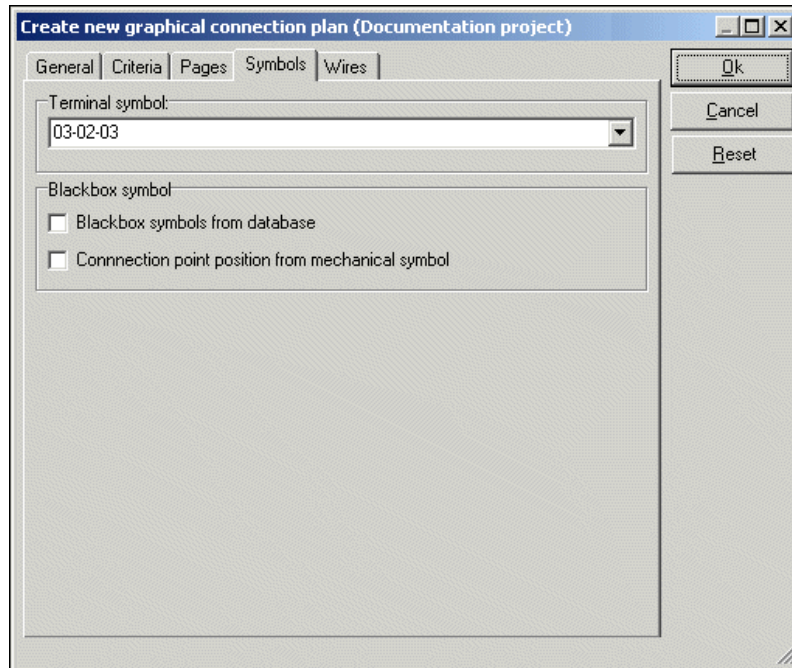 Create new graphical connection plan (Documentation project)
General Criteria Pages Symbols Wires
Ok
Terminal symbol:
03-02-03
Cancel
Reset
Blackbox symbol
Blackbox symbols from database
Connnection point position from mechanical symbol